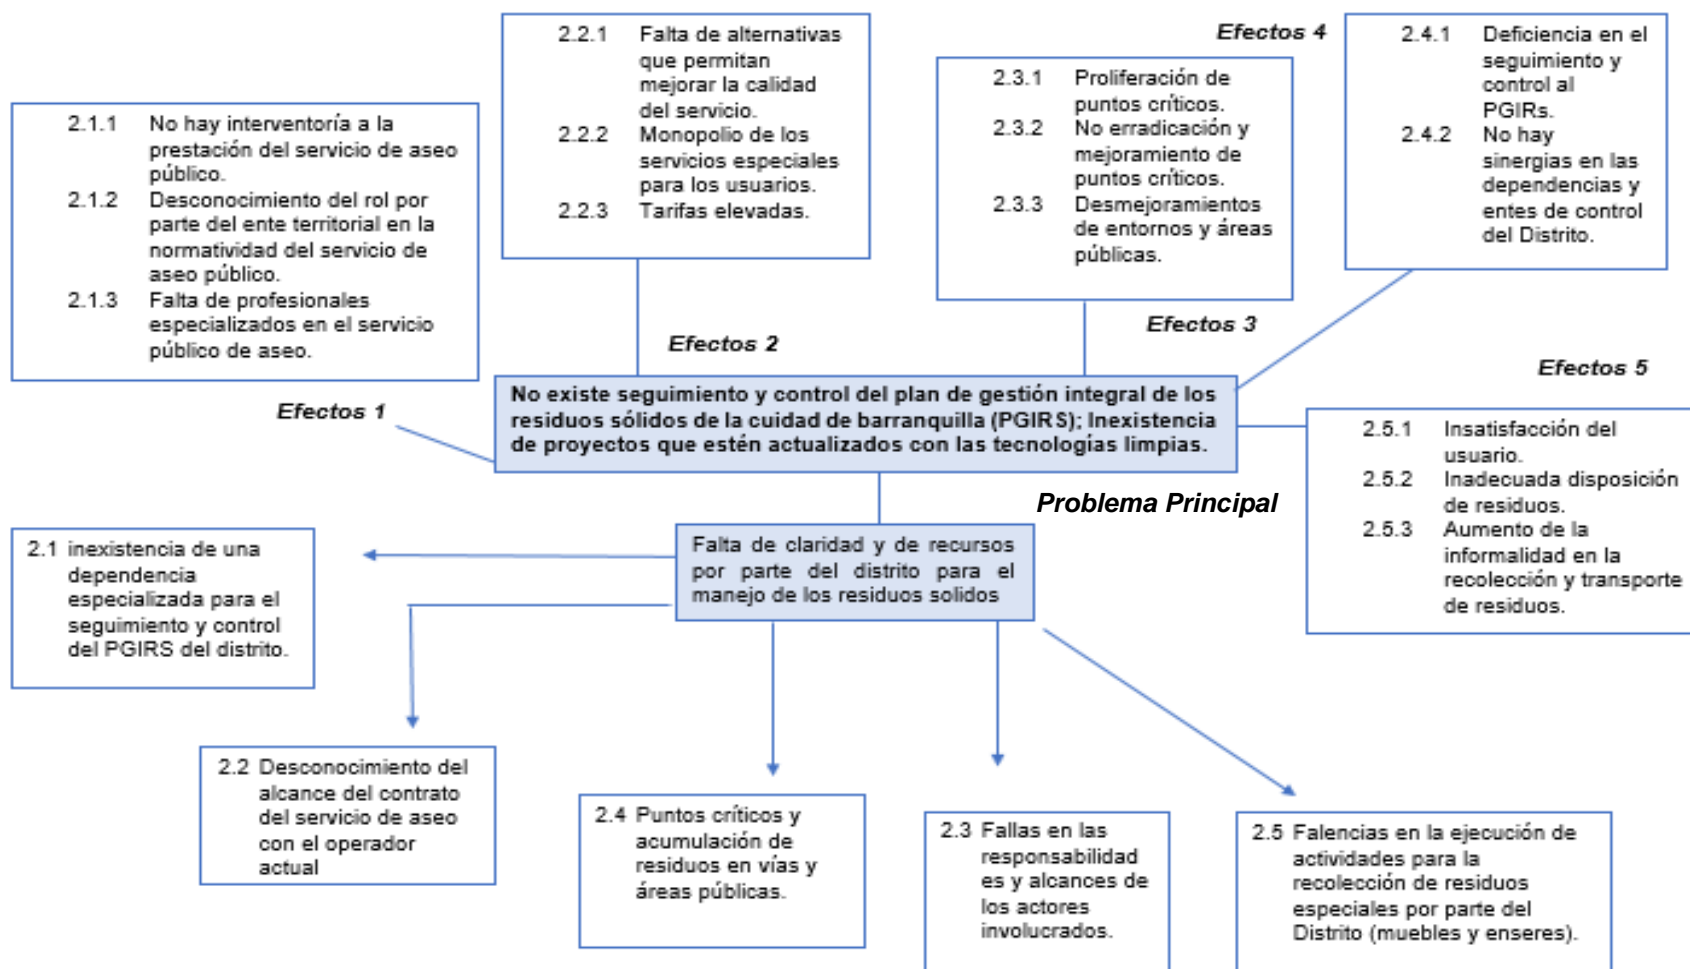 2.1.1 No hay interventoría a la
prestación del servicio de aseo
público.
2.1.2 Desconocimiento del rol por
parte del ente territorial en la
normatividad del servicio de
aseo público.
2.1.3 Falta de profesionales
especializados en el servicio
público de aseo.
Efectos 1
2.2.1 Falta de alternativas
que permitan
mejorar la calidad
del servicio.
2.2.2 Monopolio de los
servicios especiales
para los usuarios.
2.2.3 Tarifas elevadas.
Efectos 2
2.3.1 Proliferación de
puntos críticos.
2.3.2 No erradicación y
mejoramiento de
puntos críticos.
2.3.3 Desmejoramientos
de entornos y áreas
públicas.
Efectos 3
Efectos 4
2.4.1 Deficiencia en el
seguimiento y
control al
PGIRs.
2.4.2 No hay
sinergias en las
dependencias y
entes de control
del Distrito.
Efectos 5
2.5.1 Insatisfacción del
usuario.
2.5.2 Inadecuada disposición
de residuos.
2.5.3 Aumento de la
informalidad en la
recolección y transporte
de residuos.
No existe seguimiento y control del plan de gestión integral de los
residuos sólidos de la cuidad de barranquilla (PGIRS); Inexistencia
de proyectos que estén actualizados con las tecnologías limpias.
Problema Principal
Falta de claridad y de recursos
por parte del distrito para el
manejo de los residuos solidos
2.1 inexistencia de una
dependencia
especializada para el
seguimiento y control
del PGIRS del distrito.
2.2 Desconocimiento del
alcance del contrato
del servicio de aseo
con el operador
actual
2.4 Puntos críticos y
acumulación de
residuos en vías y
áreas públicas.
2.3 Fallas en las
responsabilidad
es y alcances de
los actores
involucrados.
2.5 Falencias en la ejecución de
actividades para la
recolección de residuos
especiales por parte del
Distrito (muebles y enseres).